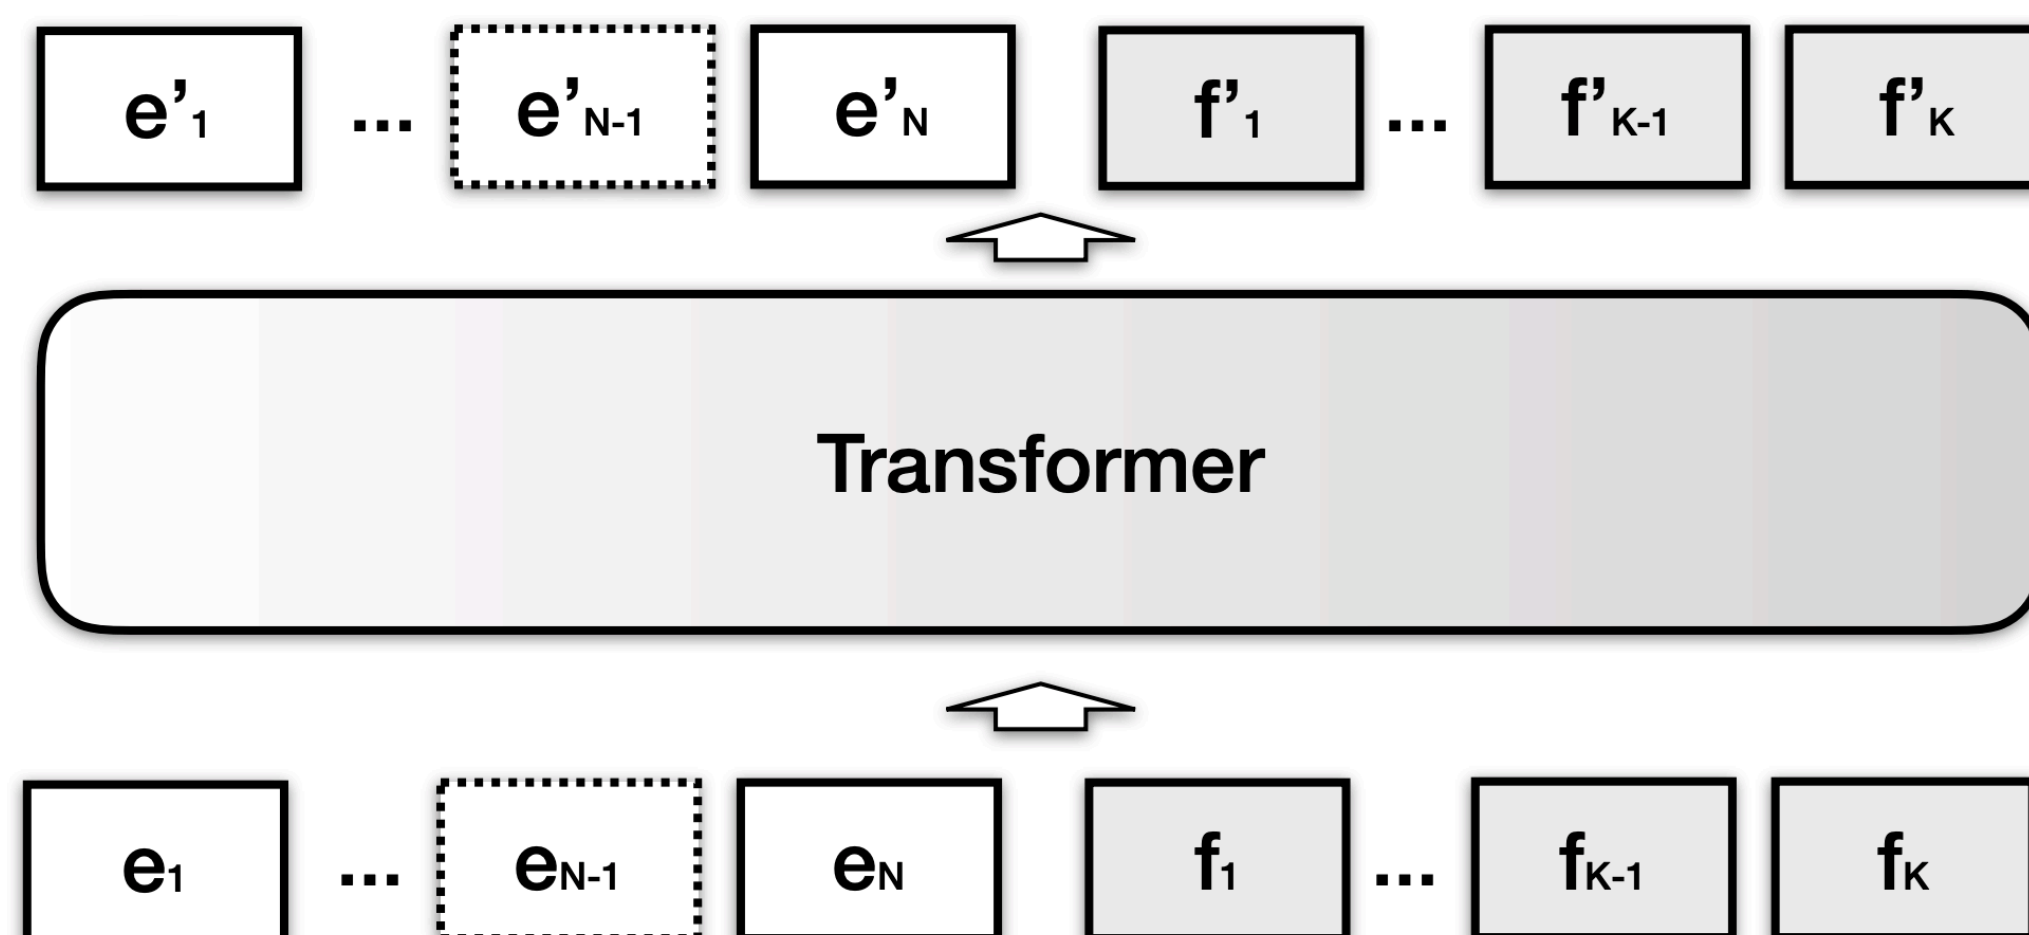 e’1 ... e’N-1 e’N f’1 ... f’K-1 f’K
Transformer
e1 ... eN-1 eN f1 ... fK-1 fK